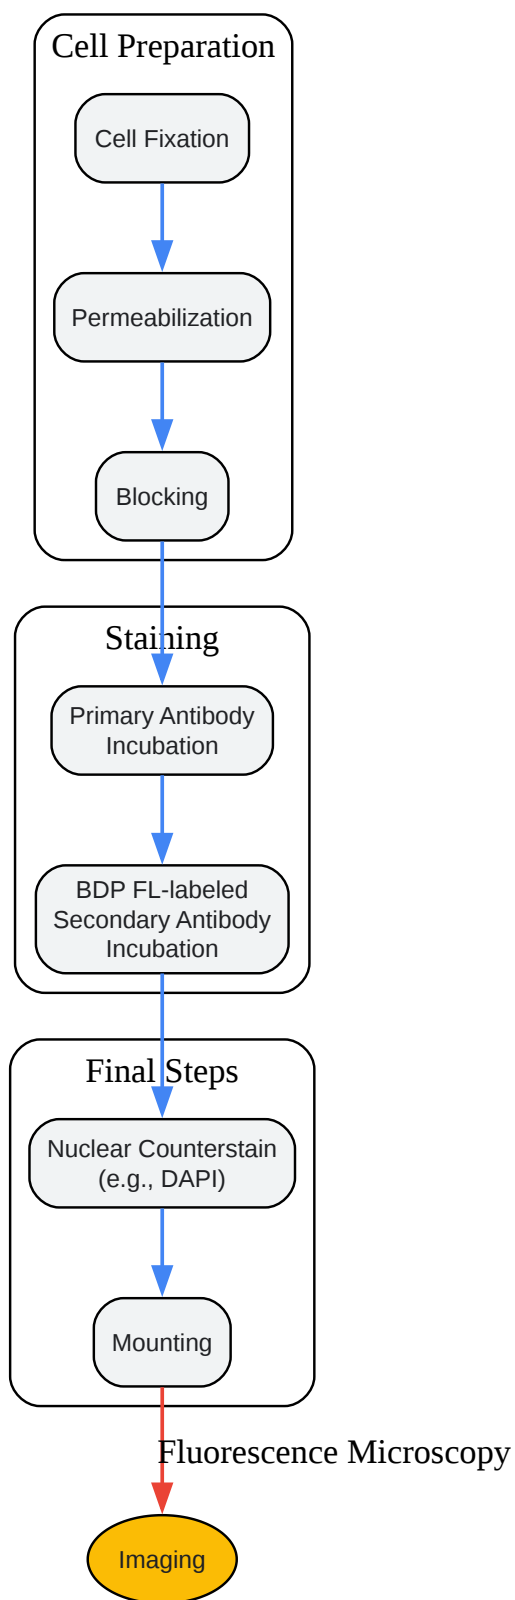 Cell Preparation
Cell Fixation
Permeabilization
Blocking
Staining
Primary Antibody
Incubation
BDP FL-labeled
Secondary Antibody
Incubation
Final Steps
Nuclear Counterstain
(e.g., DAPI)
Mounting
Fluorescence Microscopy
Imaging